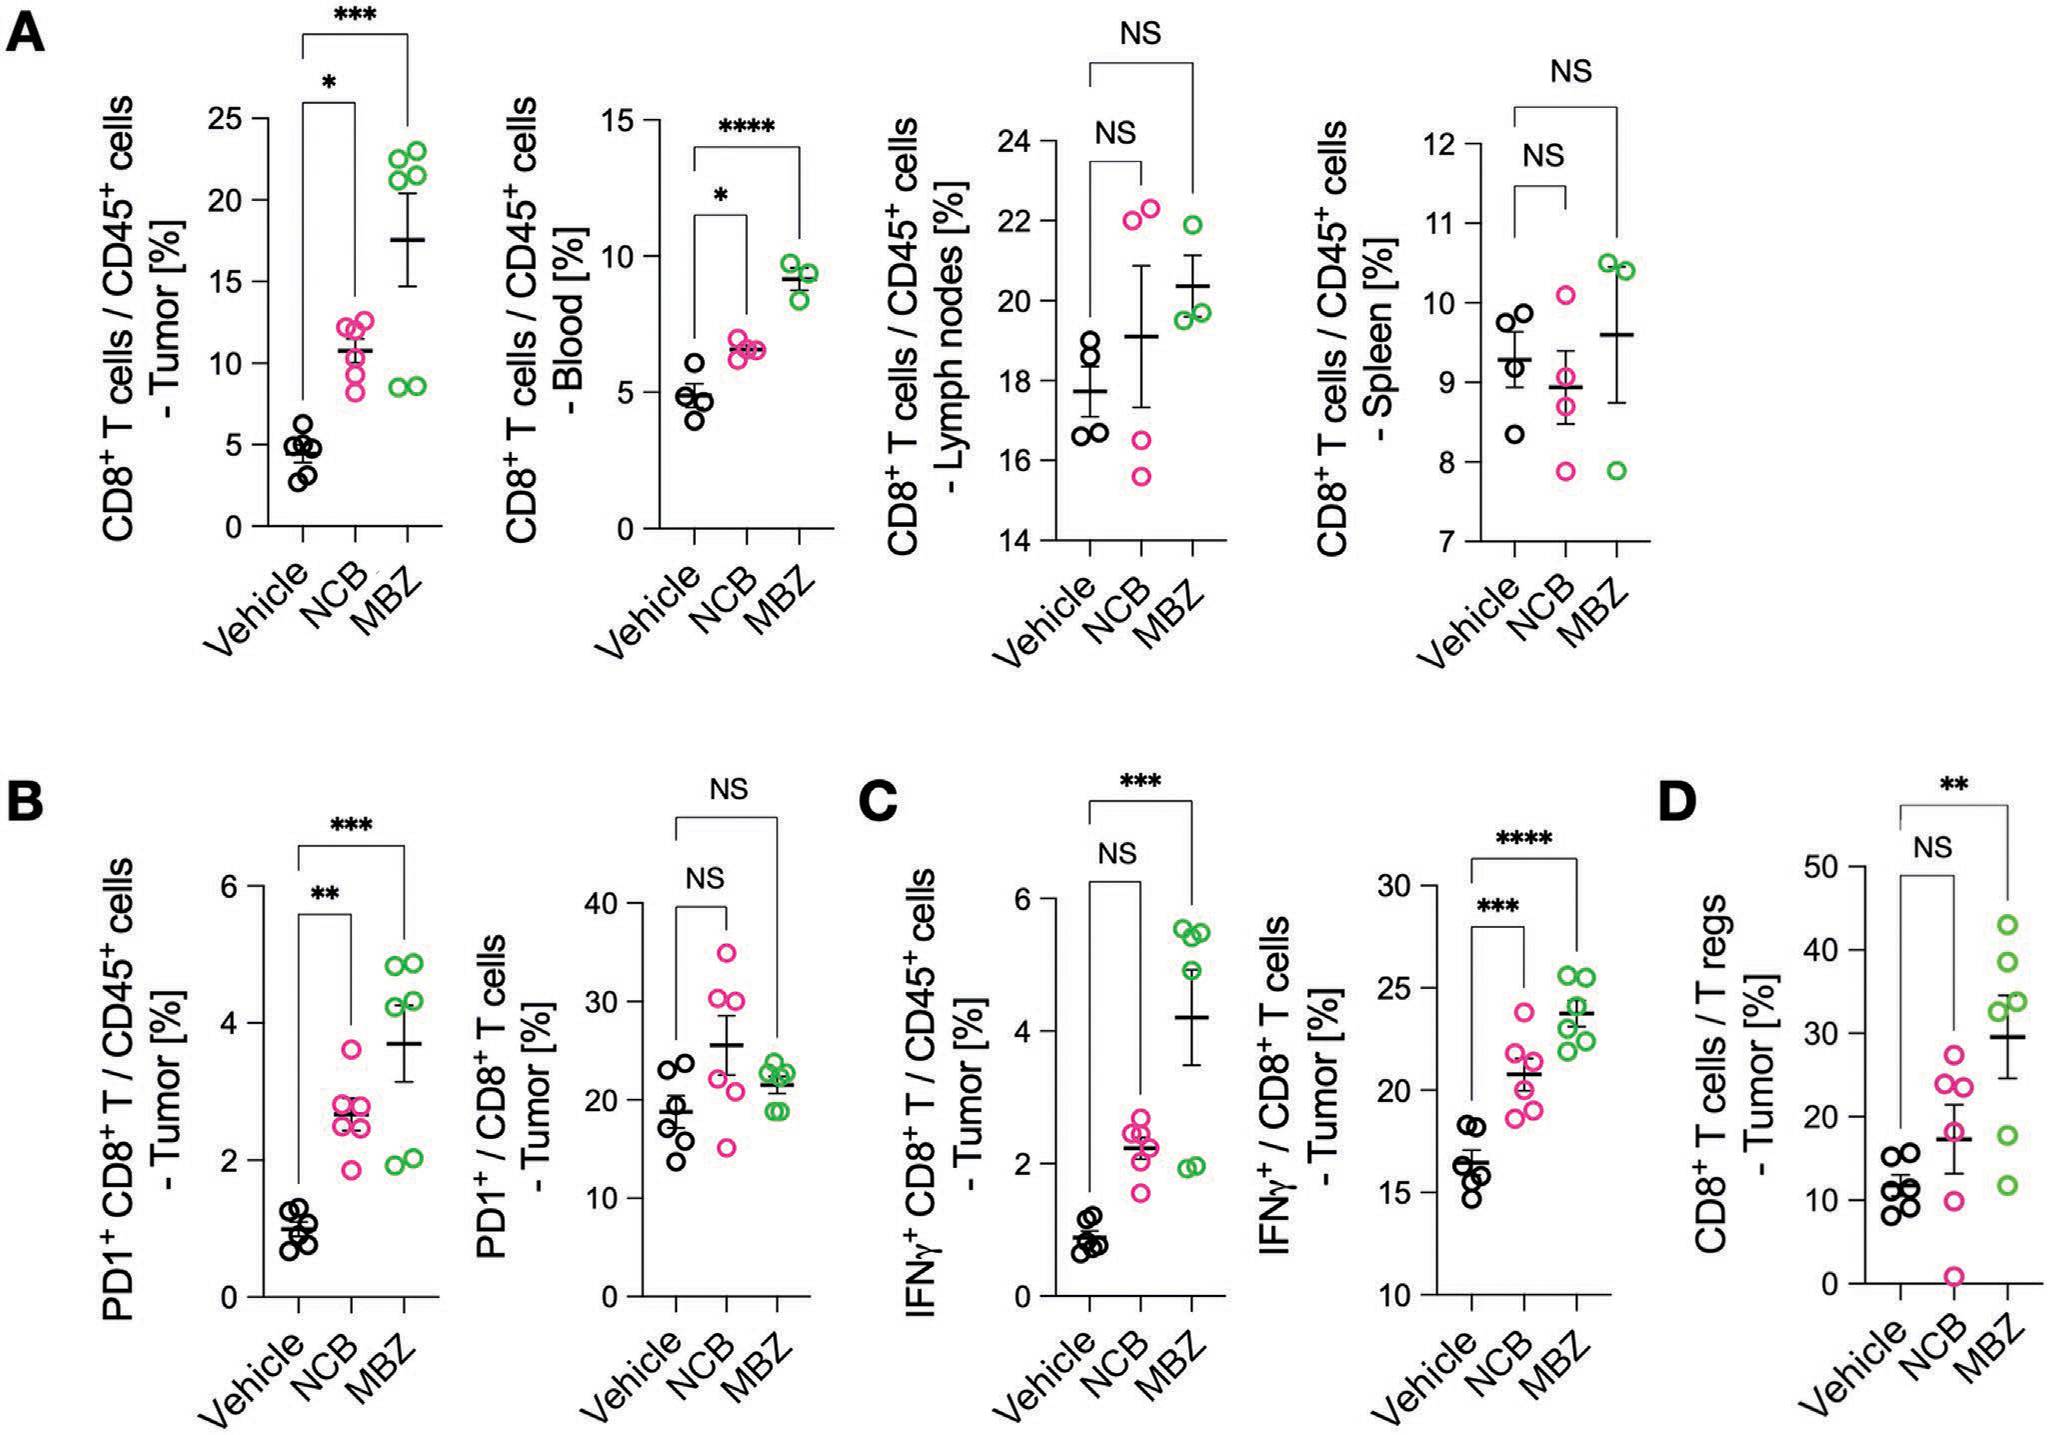 A
CD8⁺ T cells / CD45⁺ cells
- Tumor [%]
***
*
25
20
15
10
5
0
Vehicle
NCB
MBZ
CD8⁺ T cells / CD45⁺ cells
- Blood [%]
****
*
15
10
5
0
Vehicle
NCB
MBZ
CD8⁺ T cells / CD45⁺ cells
- Lymph nodes [%]
NS
NS
24
22
20
18
16
14
Vehicle
NCB
MBZ
CD8⁺ T cells / CD45⁺ cells
- Spleen [%]
NS
NS
12
11
10
9
8
7
Vehicle
NCB
MBZ
B
PD1⁺ CD8⁺ T / CD45⁺ cells
- Tumor [%]
***
**
6
4
2
0
Vehicle
NCB
MBZ
PD1⁺ / CD8⁺ T cells
- Tumor [%]
NS
NS
40
30
20
10
0
Vehicle
NCB
MBZ
C
IFNγ⁺ CD8⁺ T / CD45⁺ cells
- Tumor [%]
***
NS
6
4
2
0
Vehicle
NCB
MBZ
IFNγ⁺ / CD8⁺ T cells
- Tumor [%]
****
***
30
25
20
15
10
Vehicle
NCB
MBZ
D
CD8⁺ T cells / T regs
- Tumor [%]
**
NS
50
40
30
20
10
0
Vehicle
NCB
MBZ